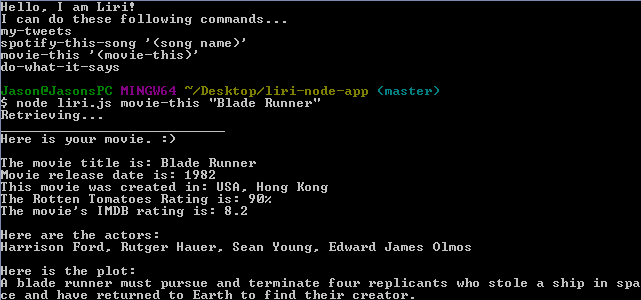 Hello, I am Liri!
I can do these following commands...
my-tweets
spotify-this-song '(song name)'
movie-this '(movie-this)'
do-what-it-says
Jason@JasonsPC MINGW64 ~/Desktop/liri-node-app (master)
$ node liri.js movie-this "Blade Runner"
Retrieving...
____________________________
Here is your movie. :)
The movie title is: Blade Runner
Movie release date is: 1982
This movie was created in: USA, Hong Kong
The Rotten Tomatoes Rating is: 90%
The movie's IMDB rating is: 8.2
Here are the actors:
Harrison Ford, Rutger Hauer, Sean Young, Edward James Olmos
Here is the plot:
A blade runner must pursue and terminate four replicants who stole a ship in spa
ce and have returned to Earth to find their creator.